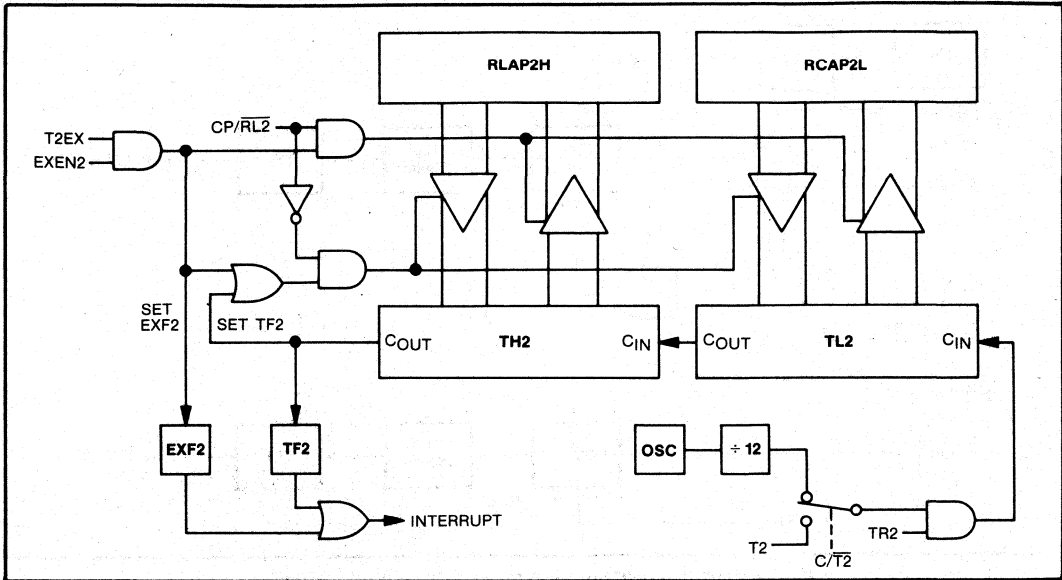 RLAP2H
RCAP2L
T2EX
EXEN2
CP/RL2
SET
EXF2
SET TF2
COUT
TH2
CIN
COUT
TL2
CIN
EXF2
TF2
OSC
÷ 12
INTERRUPT
TR2
T2
C/T2